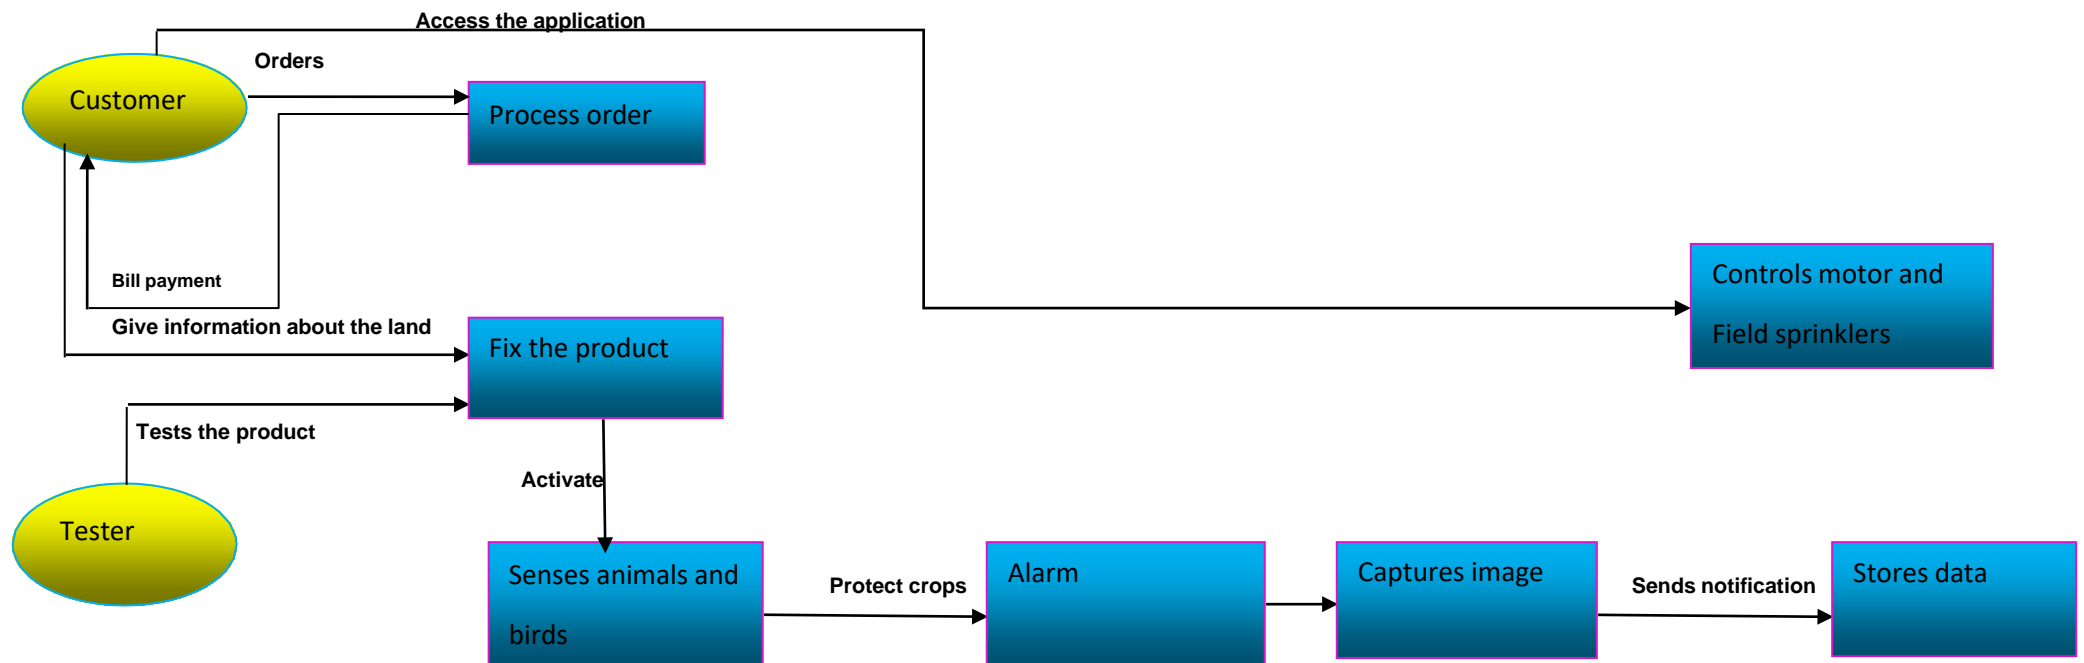 Access the application
Orders
Customer
Process order
Bill payment
Controls motor and
Field sprinklers
Give information about the land
Fix the product
Tests the product
Activate
Tester
Senses animals and
birds
Protect crops
Alarm
Captures image
Sends notification
Stores data